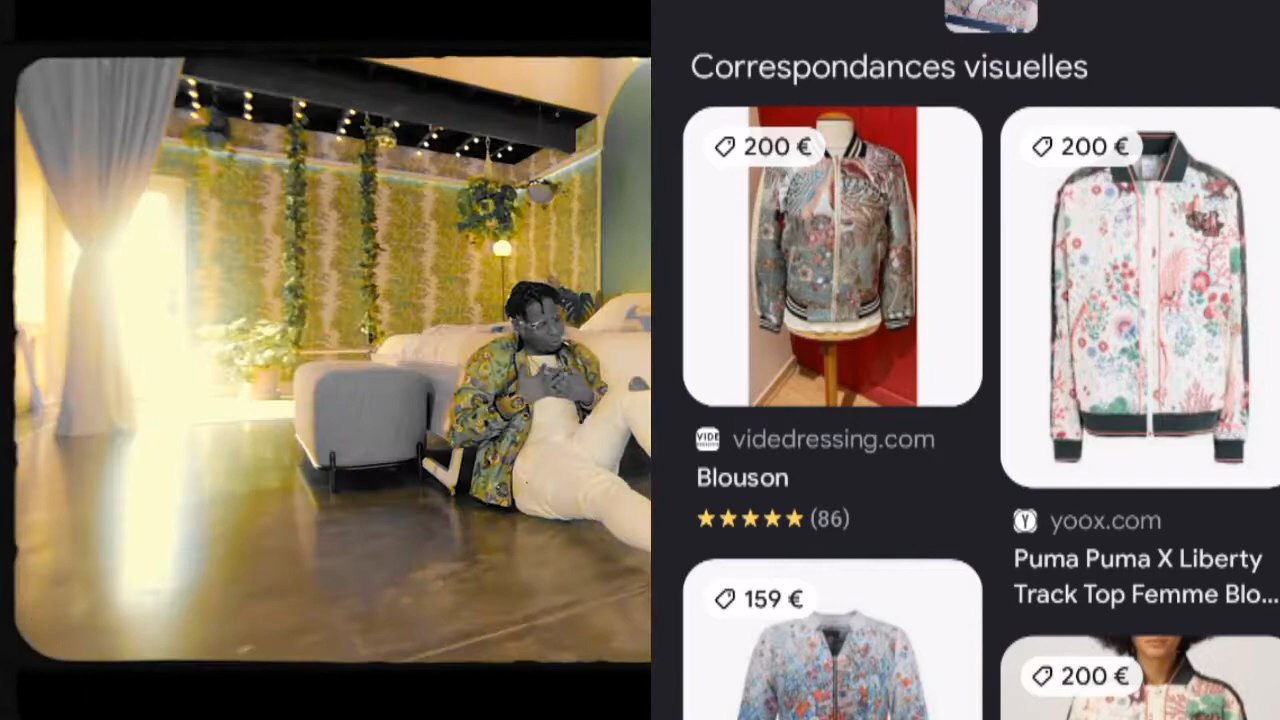 Correspondances visuelles
200 €
200 €
VIDE
videdressing.com
Blouson
(86)
Y
yoox.com
Puma Puma X Liberty
Track Top Femme Blo...
159 €
200 €